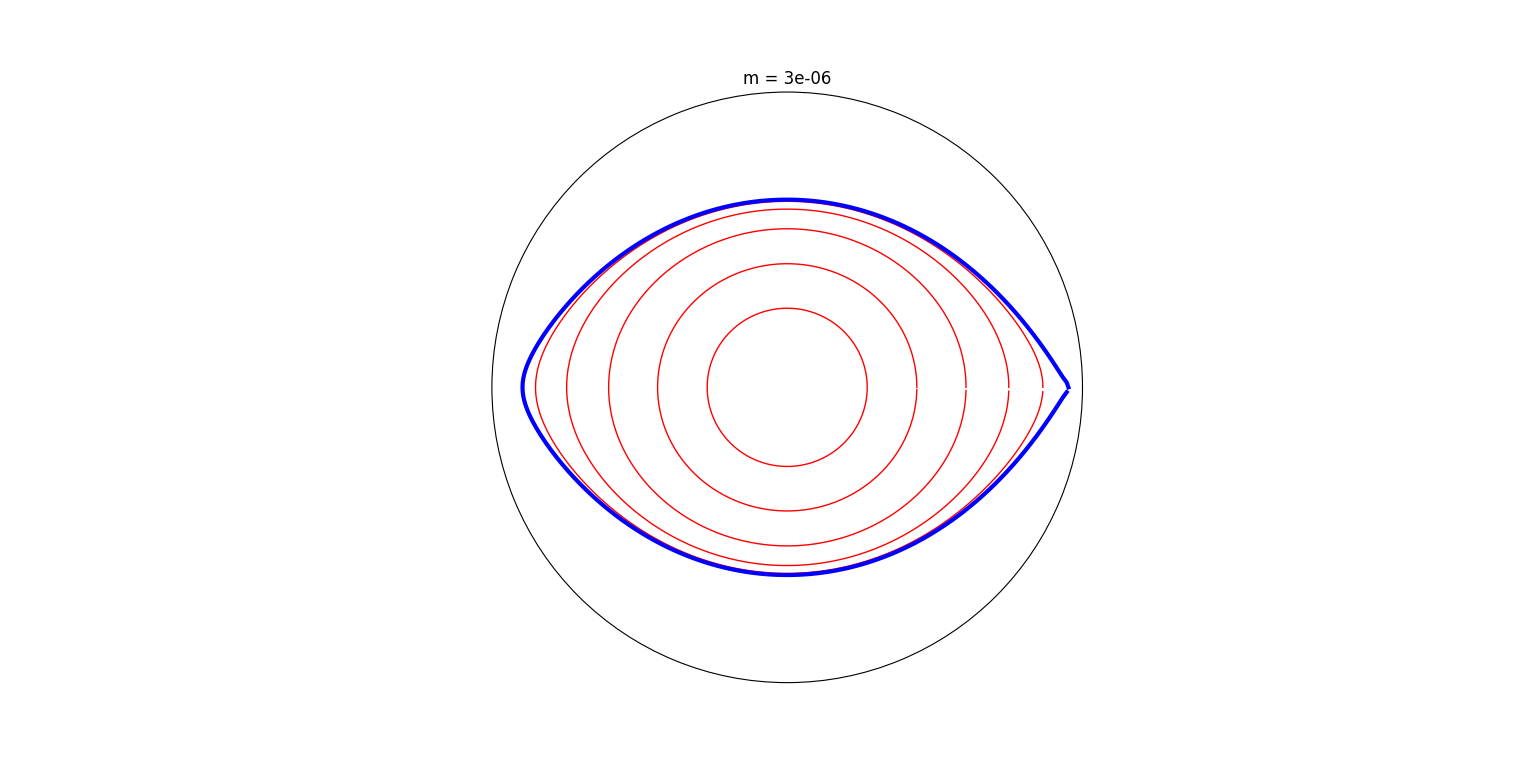 m = 3e-06